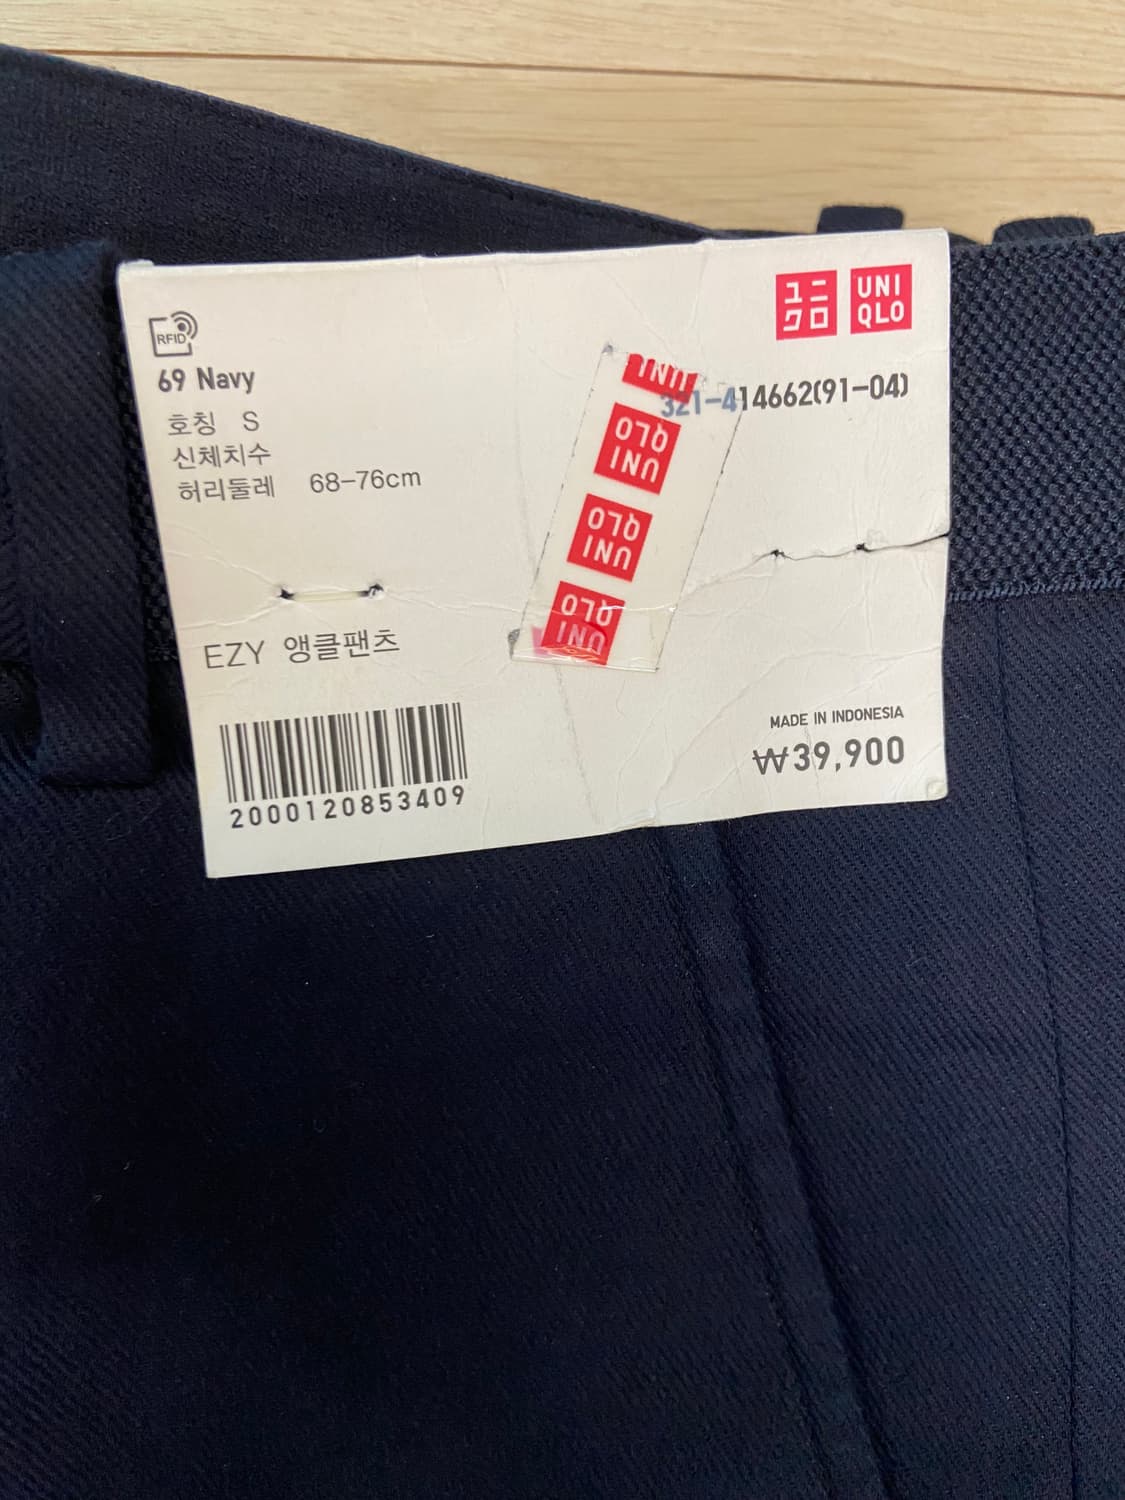 ユニ
クロ
UNI
QLO
RFID
69 Navy
321-414662(91-04)
호칭 S
신체치수
허리둘레 68-76cm
UNI
UNI
QLO
UNI
QLO
UNI
QLO
EZY 앵클팬츠
2000120853409
MADE IN INDONESIA
₩39,900